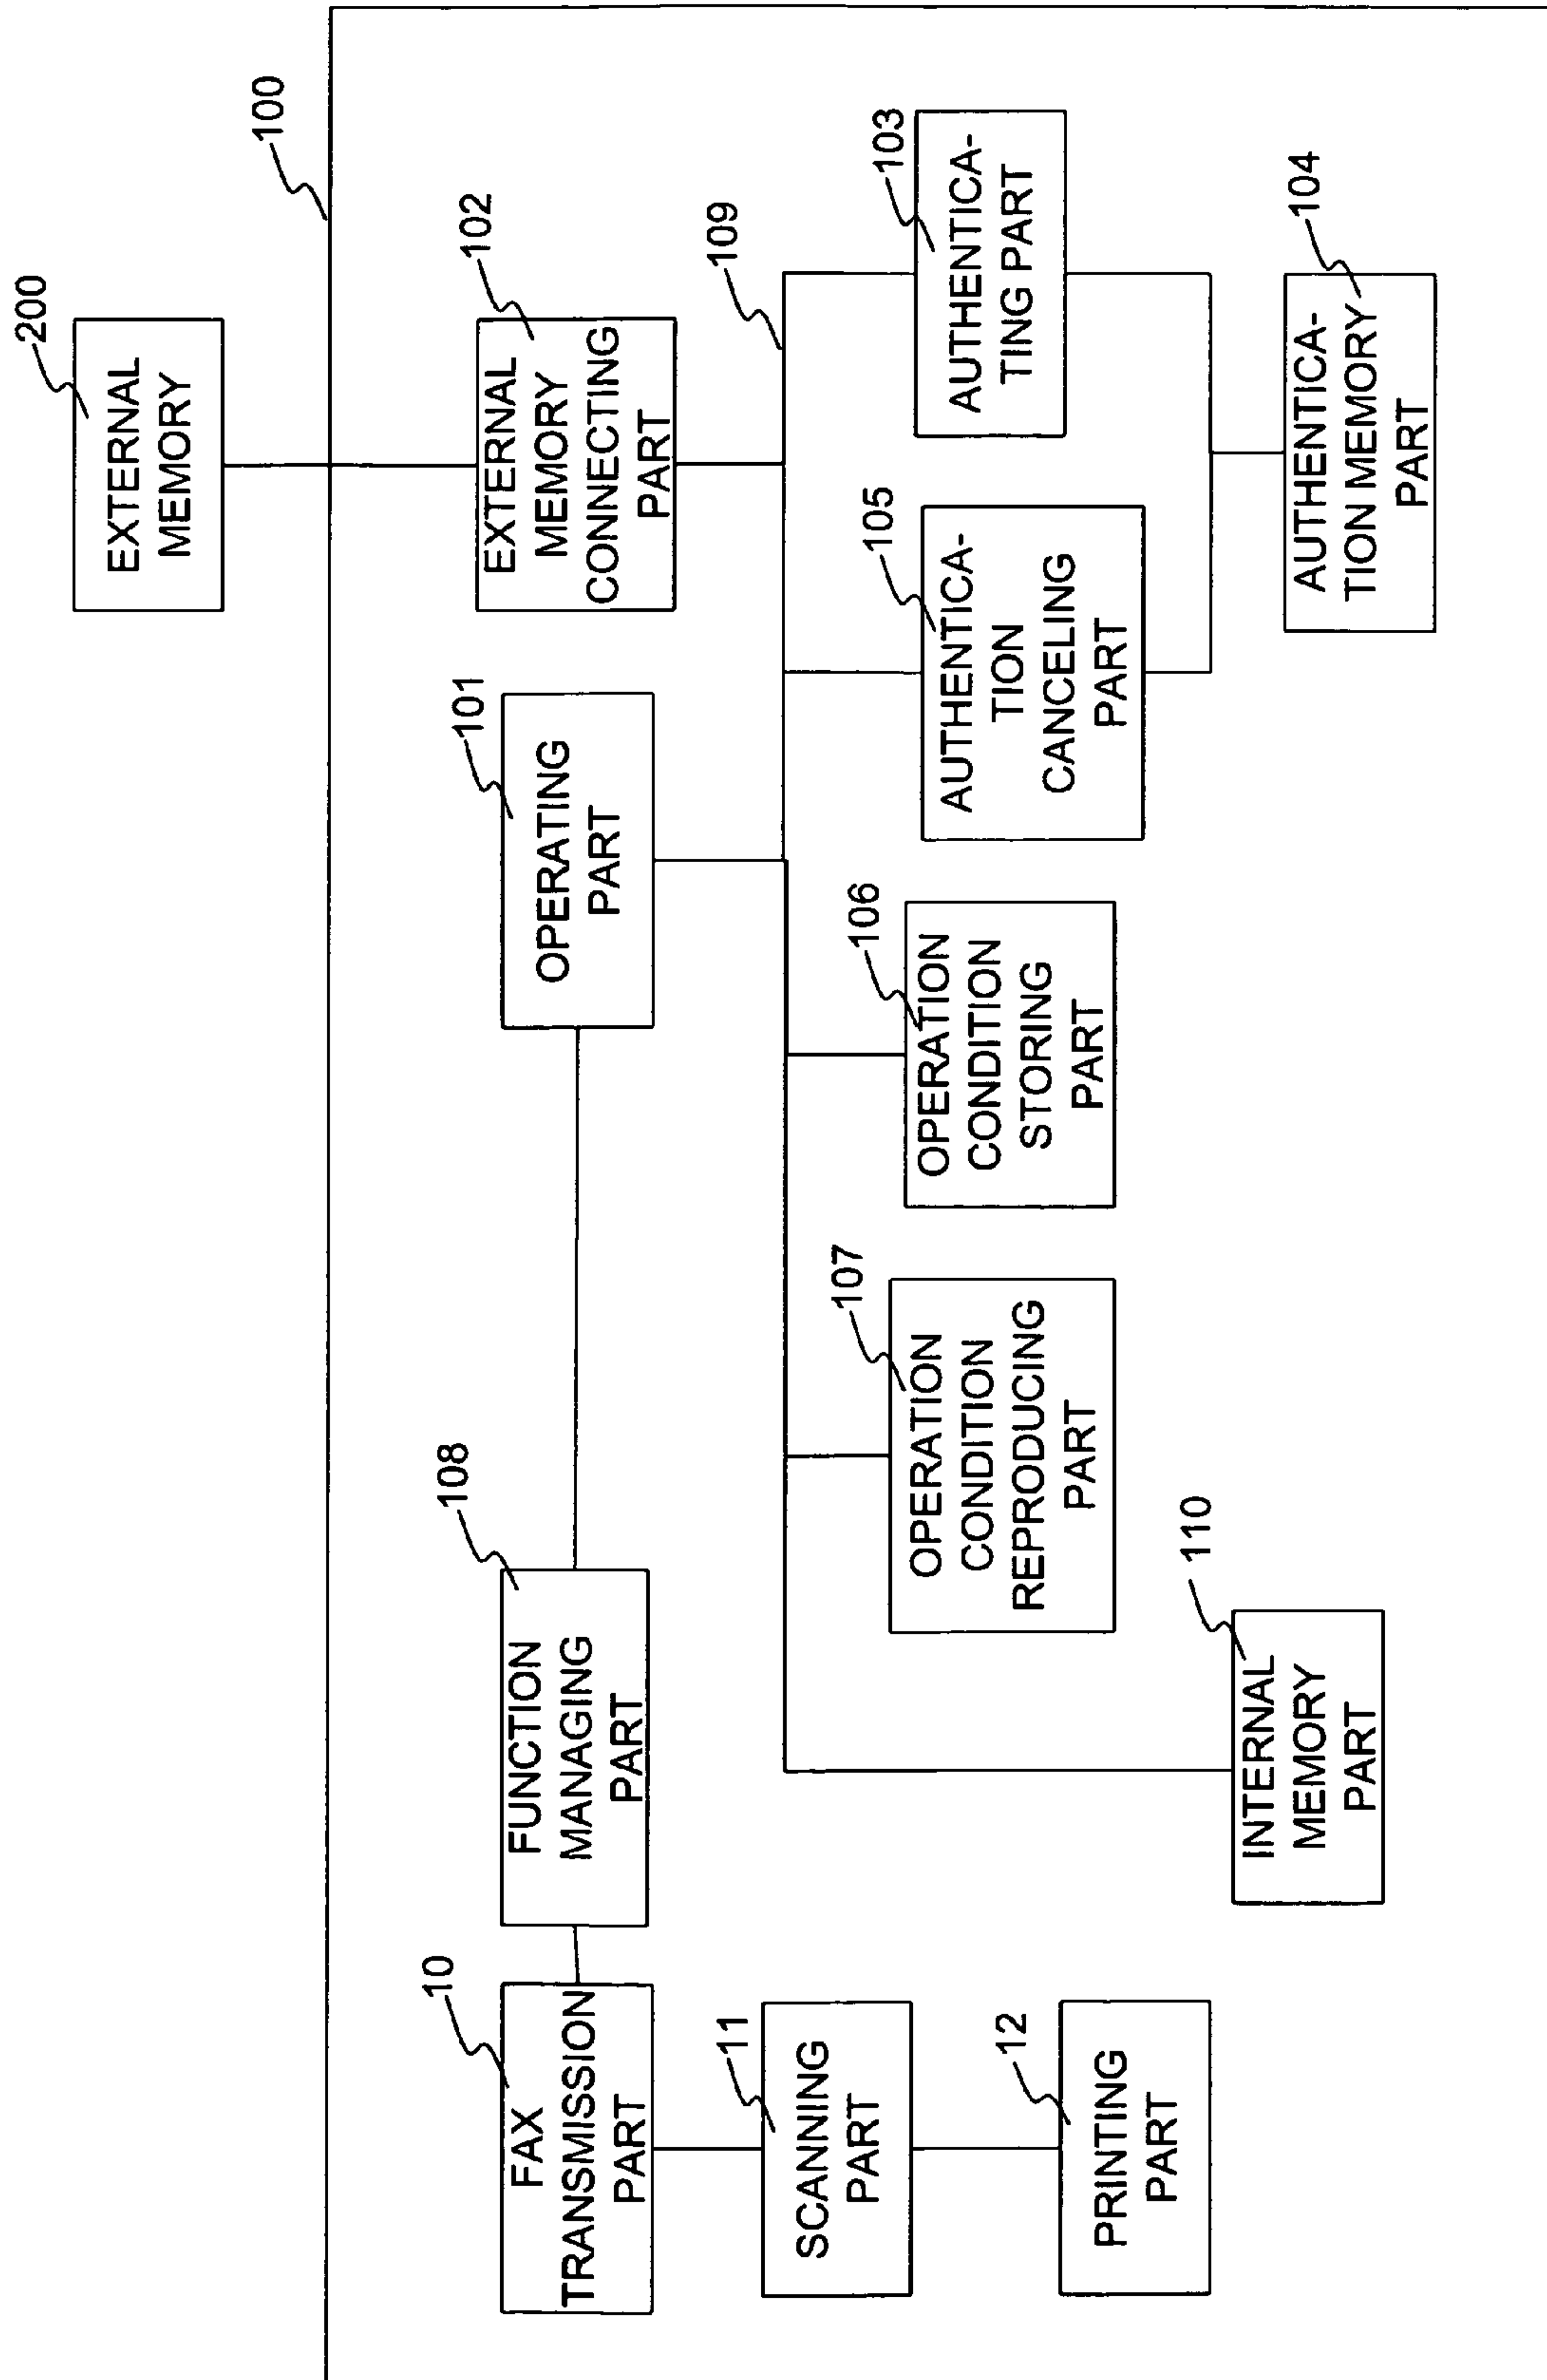 200
EXTERNAL
MEMORY
100
10
FAX
TRANSMISSION
PART
108
FUNCTION
MANAGING
PART
101
OPERATING
PART
102
EXTERNAL
MEMORY
CONNECTING
PART
109
11
SCANNING
PART
12
PRINTING
PART
107
OPERATION
CONDITION
REPRODUCING
PART
106
OPERATION
CONDITION
STORING
PART
105
AUTHENTICA-
TION
CANCELING
PART
103
AUTHENTICA-
TING PART
110
INTERNAL
MEMORY
PART
104
AUTHENTICA-
TION MEMORY
PART